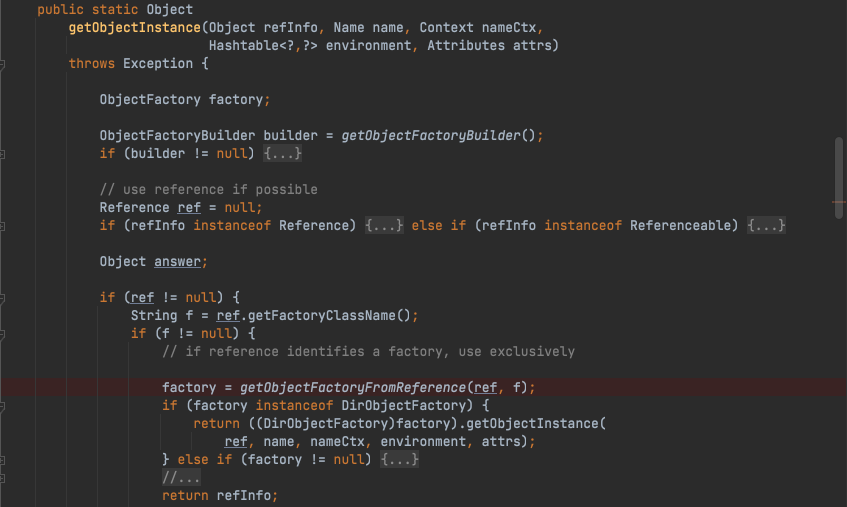 public static Object
getObjectInstance(Object refInfo, Name name, Context nameCtx,
Hashtable<?,?> environment, Attributes attrs)
throws Exception {
ObjectFactory factory;
ObjectFactoryBuilder builder = getObjectFactoryBuilder();
if (builder != null) {...}
// use reference if possible
Reference ref = null;
if (refInfo instanceof Reference) {...} else if (refInfo instanceof Referenceable) {...}
Object answer;
if (ref != null) {
String f = ref.getFactoryClassName();
if (f != null) {
// if reference identifies a factory, use exclusively
factory = getObjectFactoryFromReference(ref, f);
if (factory instanceof DirObjectFactory) {
return ((DirObjectFactory)factory).getObjectInstance(
ref, name, nameCtx, environment, attrs);
} else if (factory != null) {...}
//...
return refInfo;